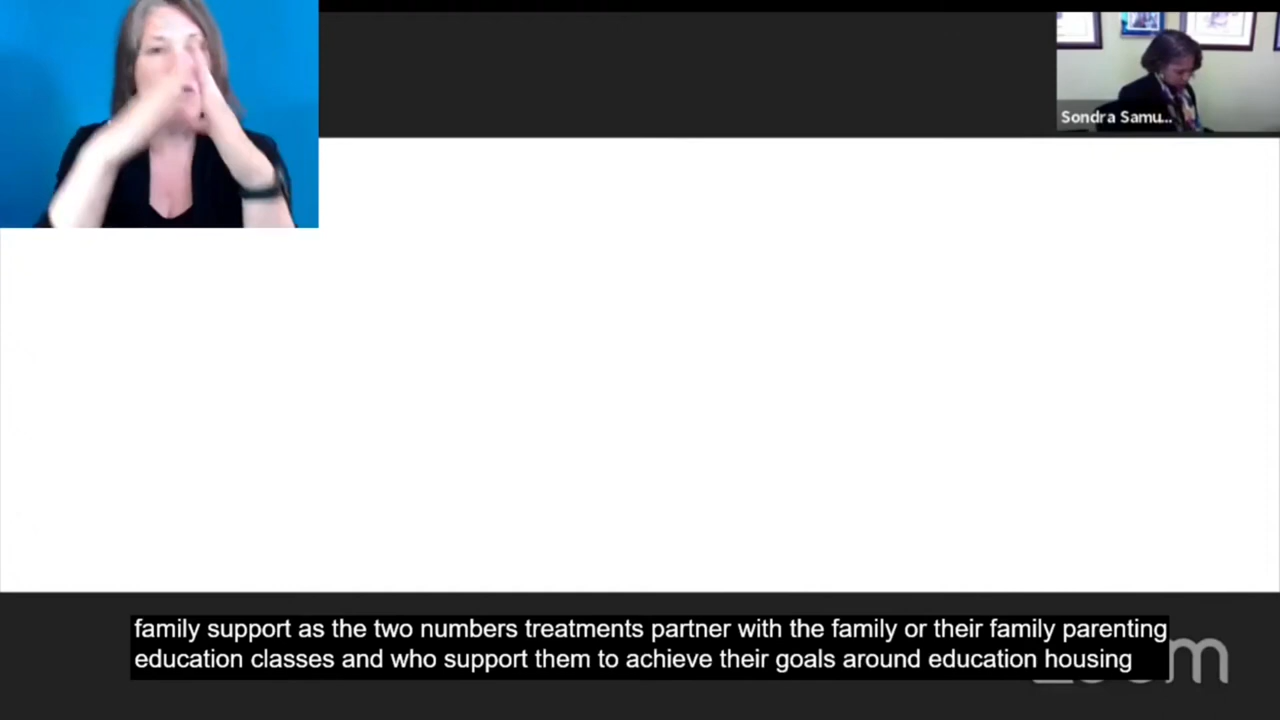 Sondra Samu...
family support as the two numbers treatments partner with the family or their family parenting
education classes and who support them to achieve their goals around education housing